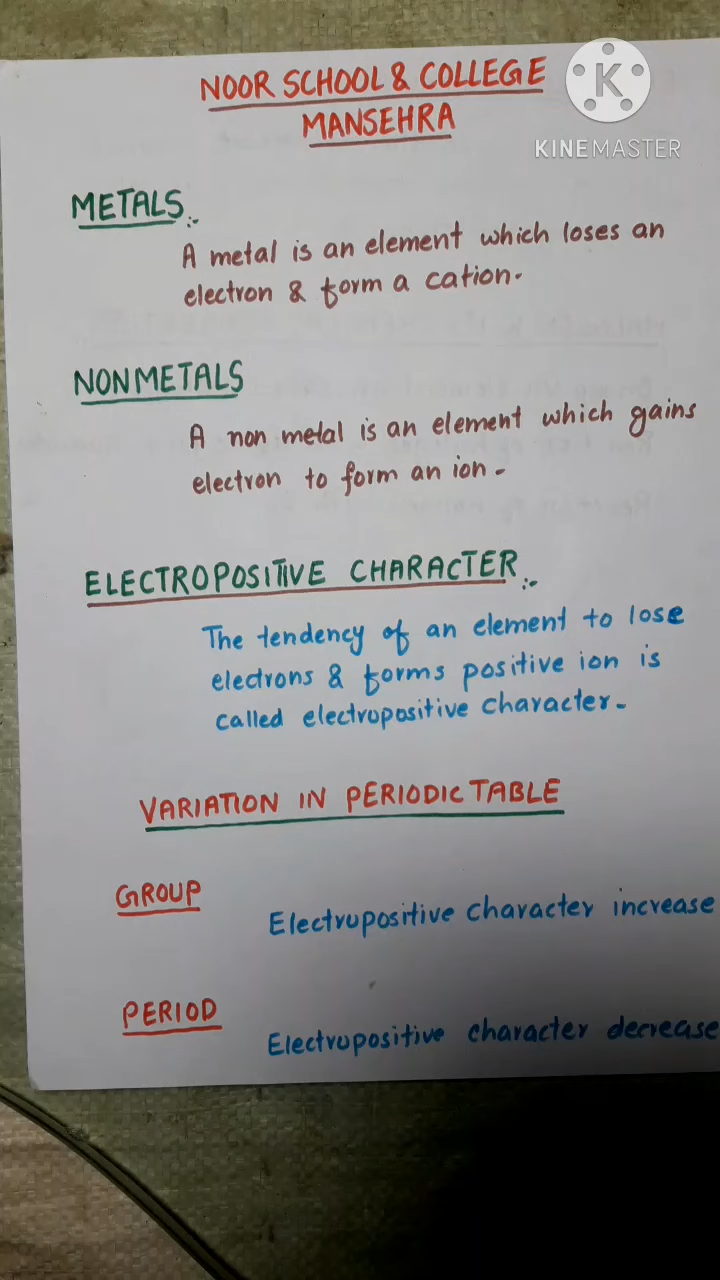 NOOR SCHOOL & COLLEGE
MANSEHRA
K
KINEMASTER
METALS:-
A metal is an element which loses an
electron & form a cation.
NONMETALS
A non metal is an element which gains
electron to form an ion.
ELECTROPOSITIVE CHARACTER:-
The tendency of an element to lose
electrons & forms positive ion is
called electropositive character.
VARIATION IN PERIODIC TABLE
GROUP
Electropositive character increase
PERIOD
Electropositive character decrease